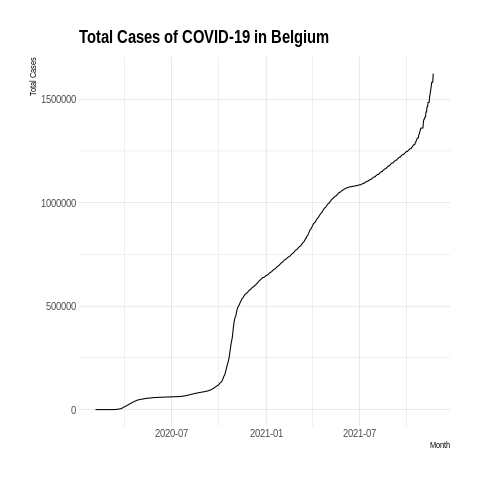 Total Cases of COVID-19 in Belgium
Total Cases
1500000
1000000
500000
0
2020-07 2021-01 2021-07
Month